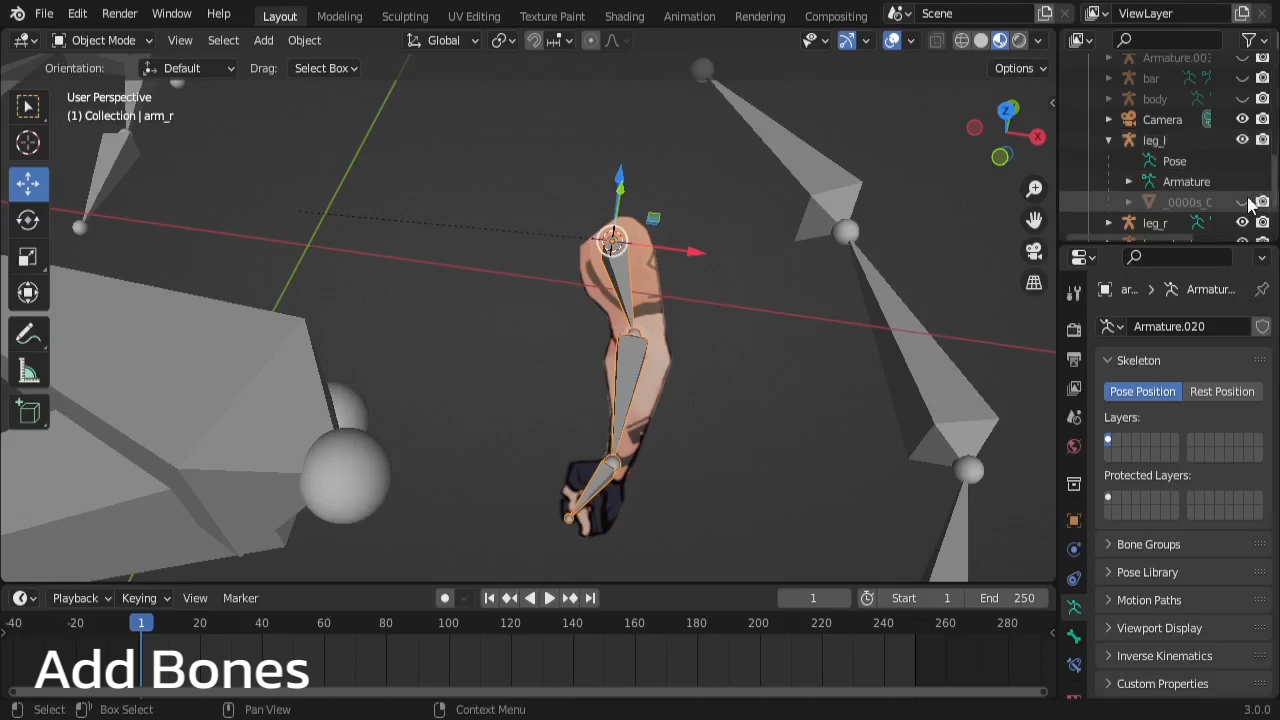 File Edit Render Window Help Layout Modeling Sculpting UV Editing Texture Paint Shading Animation Rendering Compositing Scene ViewLayer
Object Mode View Select Add Object Global
Orientation: Default Drag: Select Box Options
User Perspective
(1) Collection | arm_r
Z
X
bar
body
Camera
leg_l
Pose
Armature
leg_r
ar... Armatur...
Armature.020
Skeleton
Pose Position Rest Position
Layers:
Protected Layers:
Bone Groups
Pose Library
Motion Paths
Viewport Display
Inverse Kinematics
Custom Properties
Playback Keying View Marker 1 Start 1 End 250
-40 -20 1 20 40 60 80 100 120 140 160 180 200 220 240 260 280
Add Bones
Select Box Select Pan View Context Menu 3.0.0